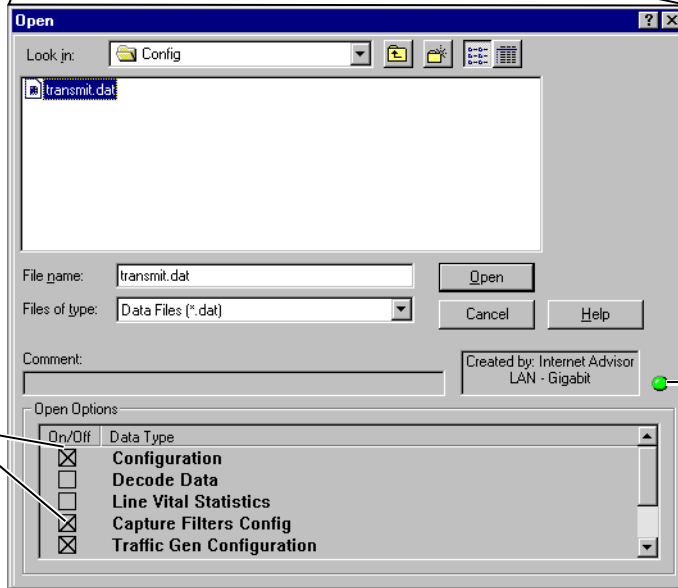 Open
Look in: Config
transmit.dat
File name: transmit.dat Open
Files of type: Data Files (*.dat) Cancel Help
Comment: Created by: Internet Advisor
LAN - Gigabit
Open Options
On/Off Data Type
Configuration
Decode Data
Line Vital Statistics
Capture Filters Config
Traffic Gen Configuration